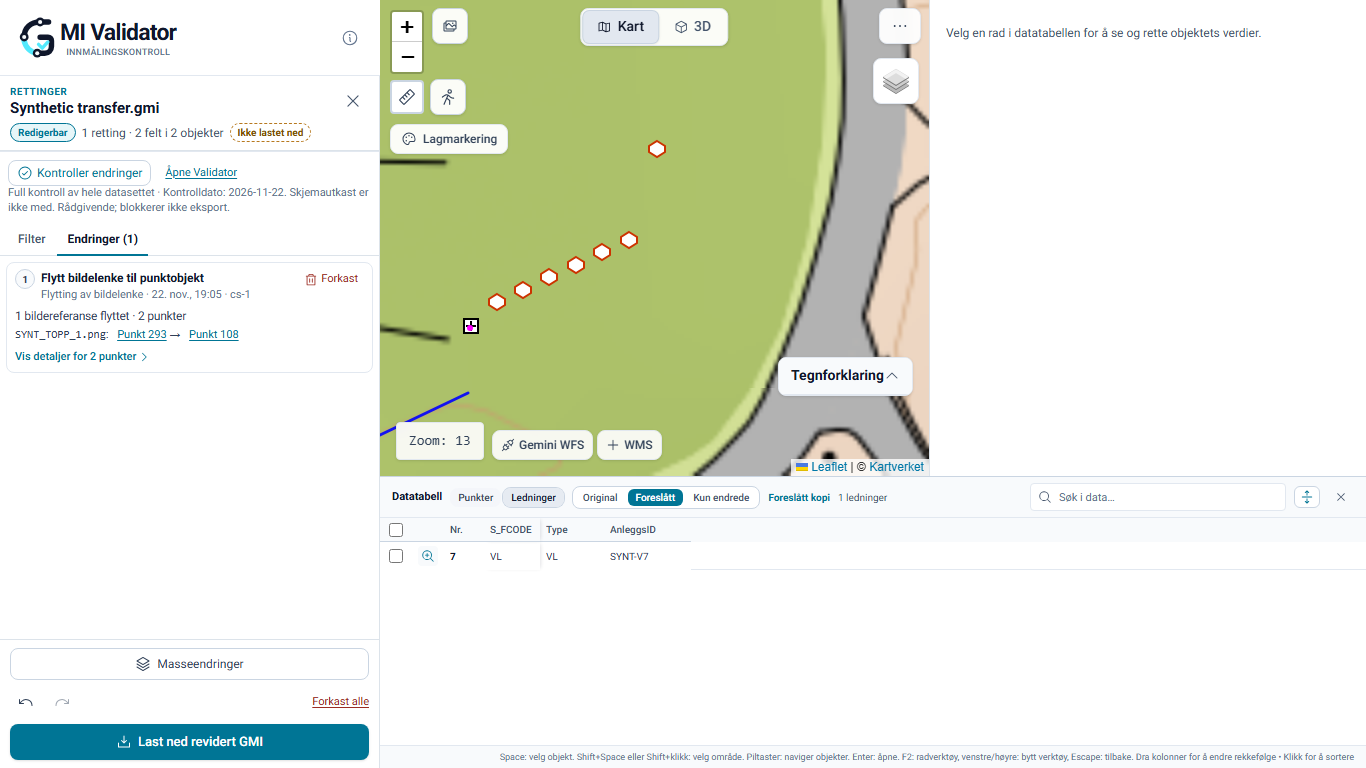 MI Validator
INNMÅLINGSKONTROLL
RETTINGER
Synthetic transfer.gmi
Redigerbar 1 retting · 2 felt i 2 objekter Ikke lastet ned
Kontroller endringer Åpne Validator
Full kontroll av hele datasettet · Kontrolldato: 2026-11-22. Skjemautkast er
ikke med. Rådgivende; blokkerer ikke eksport.
Filter Endringer (1)
1 Flytt bildelenke til punktobjekt Forkast
Flytting av bildelenke · 22. nov., 19:05 · cs-1
1 bildereferanse flyttet · 2 punkter
SYNT_TOPP_1.png: Punkt 293 → Punkt 108
Vis detaljer for 2 punkter
Masseendringer
Forkast alle
Last ned revidert GMI
+
−
Kart 3D
...
Lagmarkering
Tegnforklaring
Zoom: 13
Gemini WFS
+ WMS
Leaflet | © Kartverket
Velg en rad i datatabellen for å se og rette objektets verdier.
Datatabell Punkter Ledninger Original Foreslått Kun endrede Foreslått kopi 1 ledninger Søk i data…
Nr. S_FCODE Type AnleggsID
7 VL VL SYNT-V7
Space: velg objekt. Shift+Space eller Shift+klikk: velg område. Piltaster: naviger objekter. Enter: åpne. F2: radverktøy, venstre/høyre: bytt verktøy, Escape: tilbake. Dra kolonner for å endre rekkefølge • Klikk for å sortere